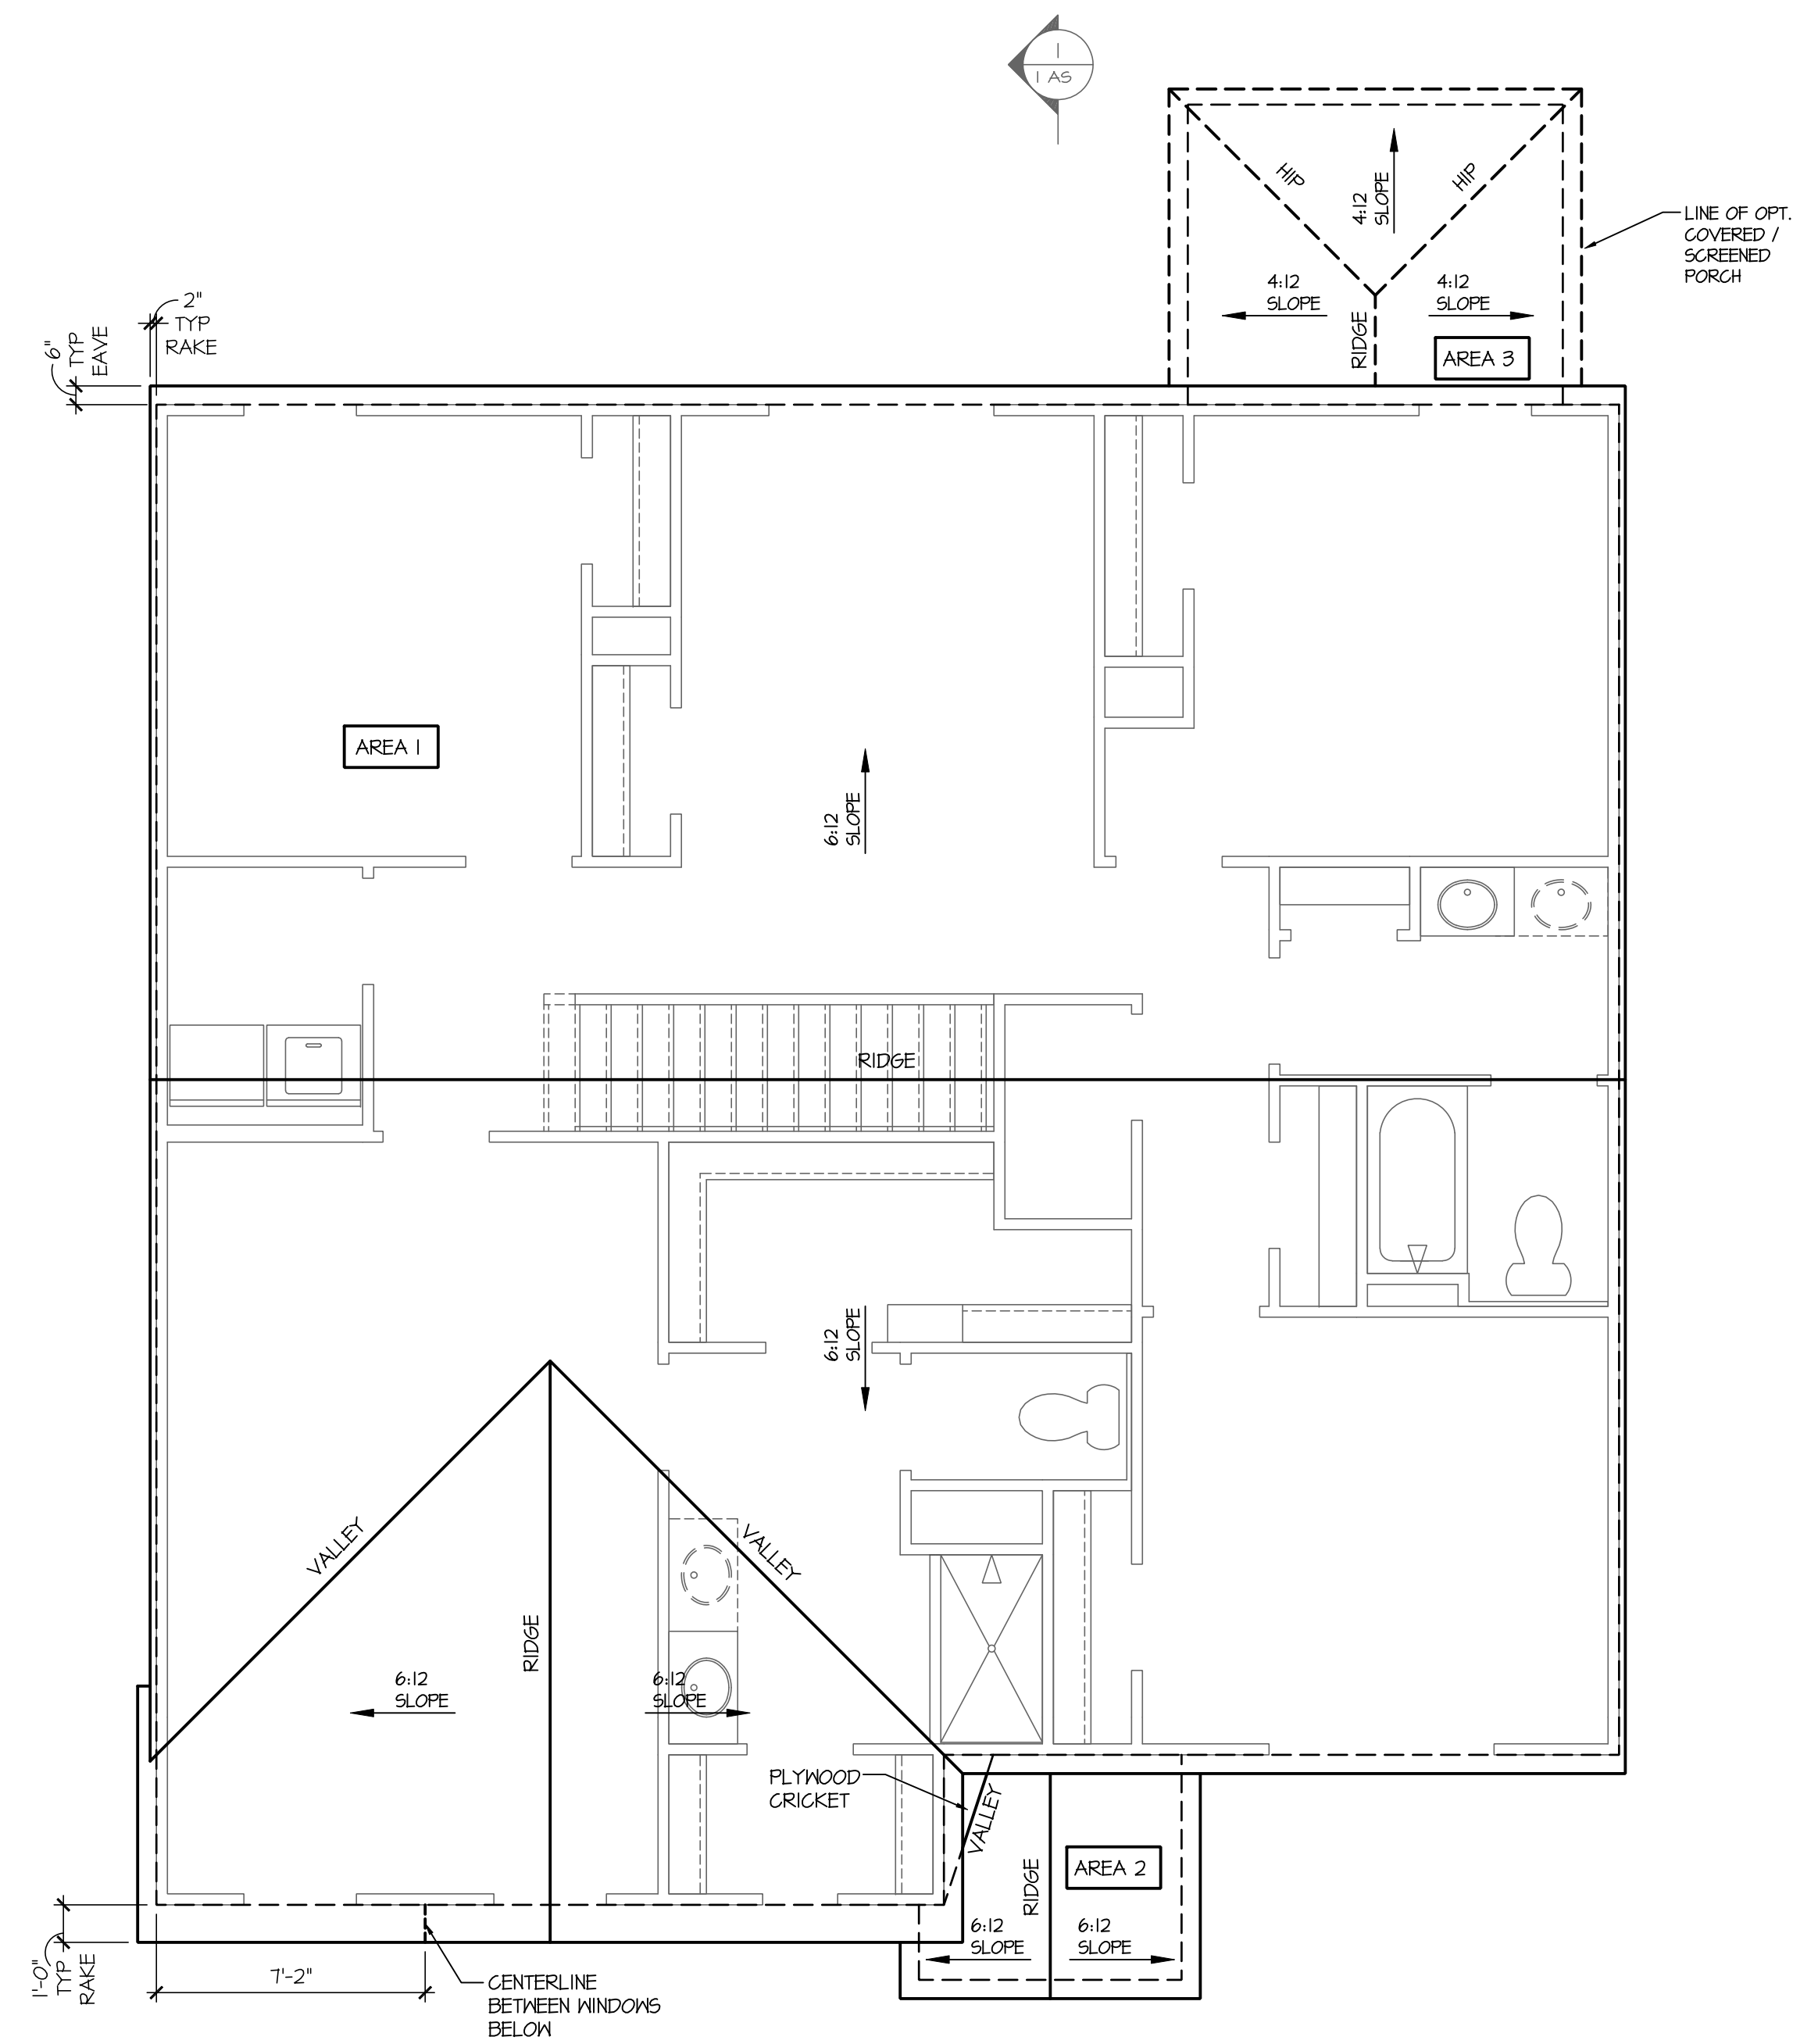 1
1 AS
HIP
HIP
4:12
SLOPE
LINE OF OPT.
COVERED /
SCREENED
PORCH
4:12
SLOPE
4:12
SLOPE
RIDGE
AREA 3
2"
TYP
RAKE
6"
TYP
EAVE
AREA 1
6:12
SLOPE
RIDGE
6:12
SLOPE
VALLEY
VALLEY
RIDGE
6:12
SLOPE
6:12
SLOPE
PLYWOOD
CRICKET
VALLEY
RIDGE
AREA 2
6:12
SLOPE
6:12
SLOPE
1'-0"
TYP
RAKE
7'-2"
CENTERLINE
BETWEEN WINDOWS
BELOW